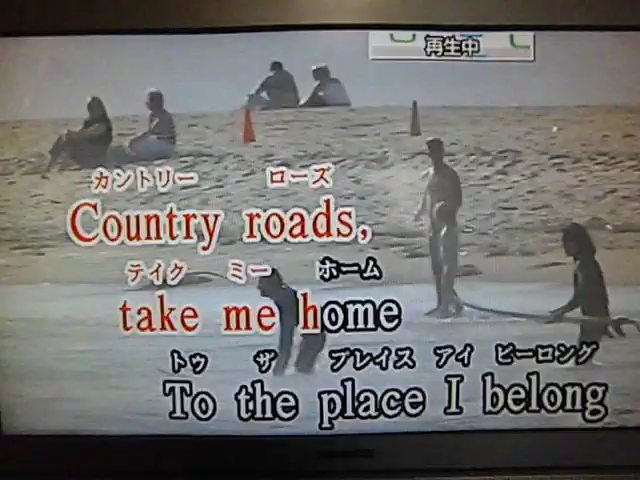 再生中
カントリー ローズ
Country roads,
テイク ミー ホーム
take me home
トゥ ザ プレイス アイ ビーロング
To the place I belong